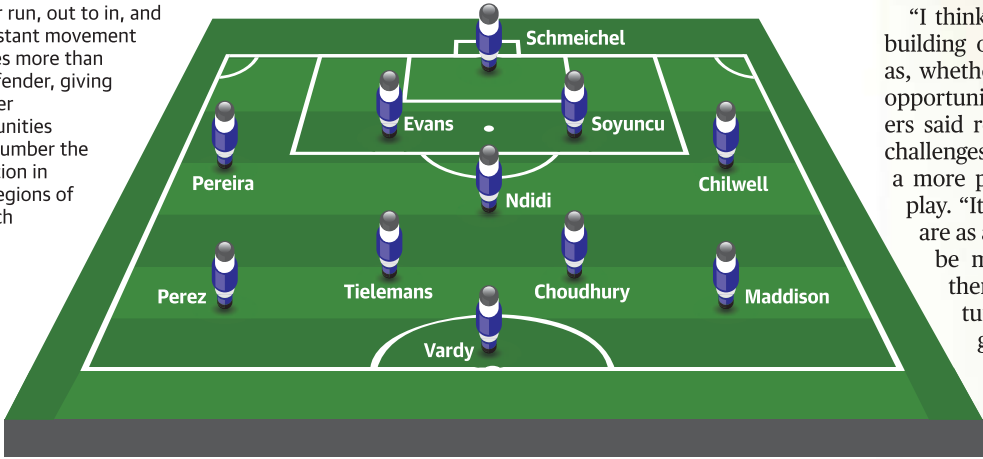 r run, out to in, and
stant movement
es more than
fender, giving
er
unities
umber the
tion in
egions of
th
Schmeichel
Evans
Soyuncu
Pereira
Chilwell
Ndidi
Perez
Tielemans
Choudhury
Maddison
Vardy
“I think
building o
as, whethe
opportuni
ers said r
challenges
a more p
play. “It
are as a
be m
then
tu
g